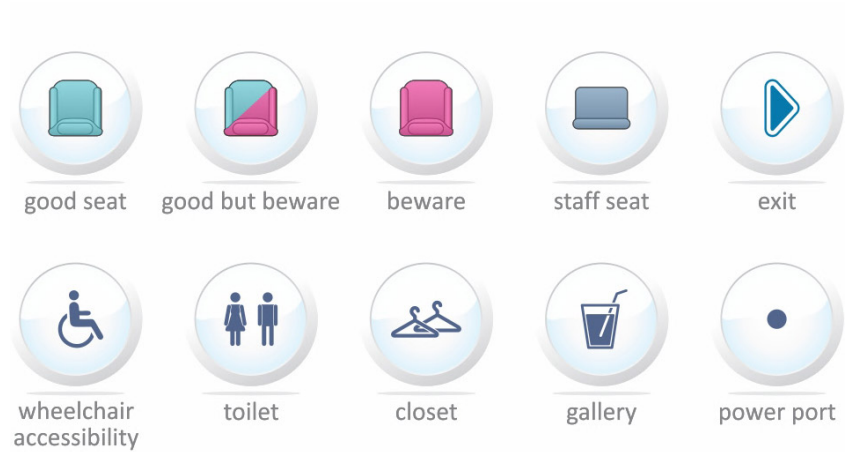 good seat
good but beware
beware
staff seat
exit
wheelchair
accessibility
toilet
closet
gallery
power port